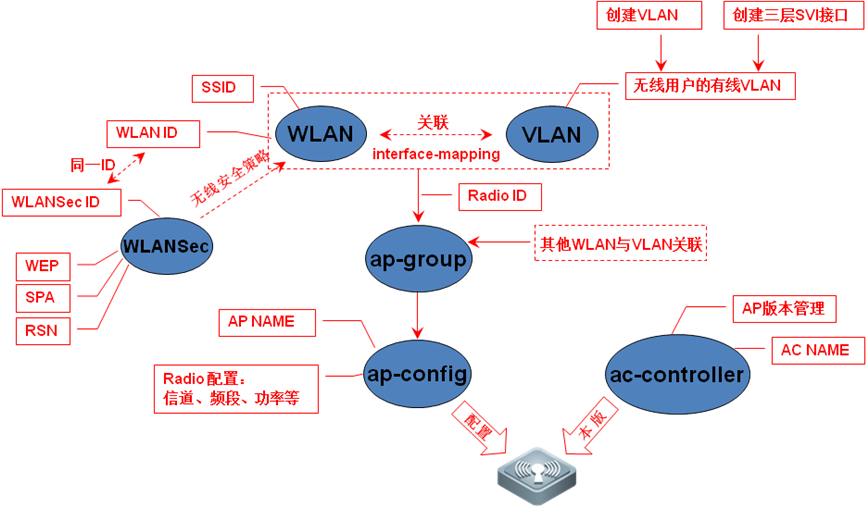 创建VLAN
创建三层SVI接口
SSID
无线用户的有线VLAN
WLAN ID
WLAN
关联
VLAN
interface-mapping
同一ID
无线安全策略
Radio ID
WLANSec ID
WLANSec
ap-group
其他WLAN与VLAN关联
WEP
SPA
RSN
AP NAME
AP版本管理
AC NAME
ap-config
ac-controller
Radio 配置：
信道、频段、功率等
配置
本版